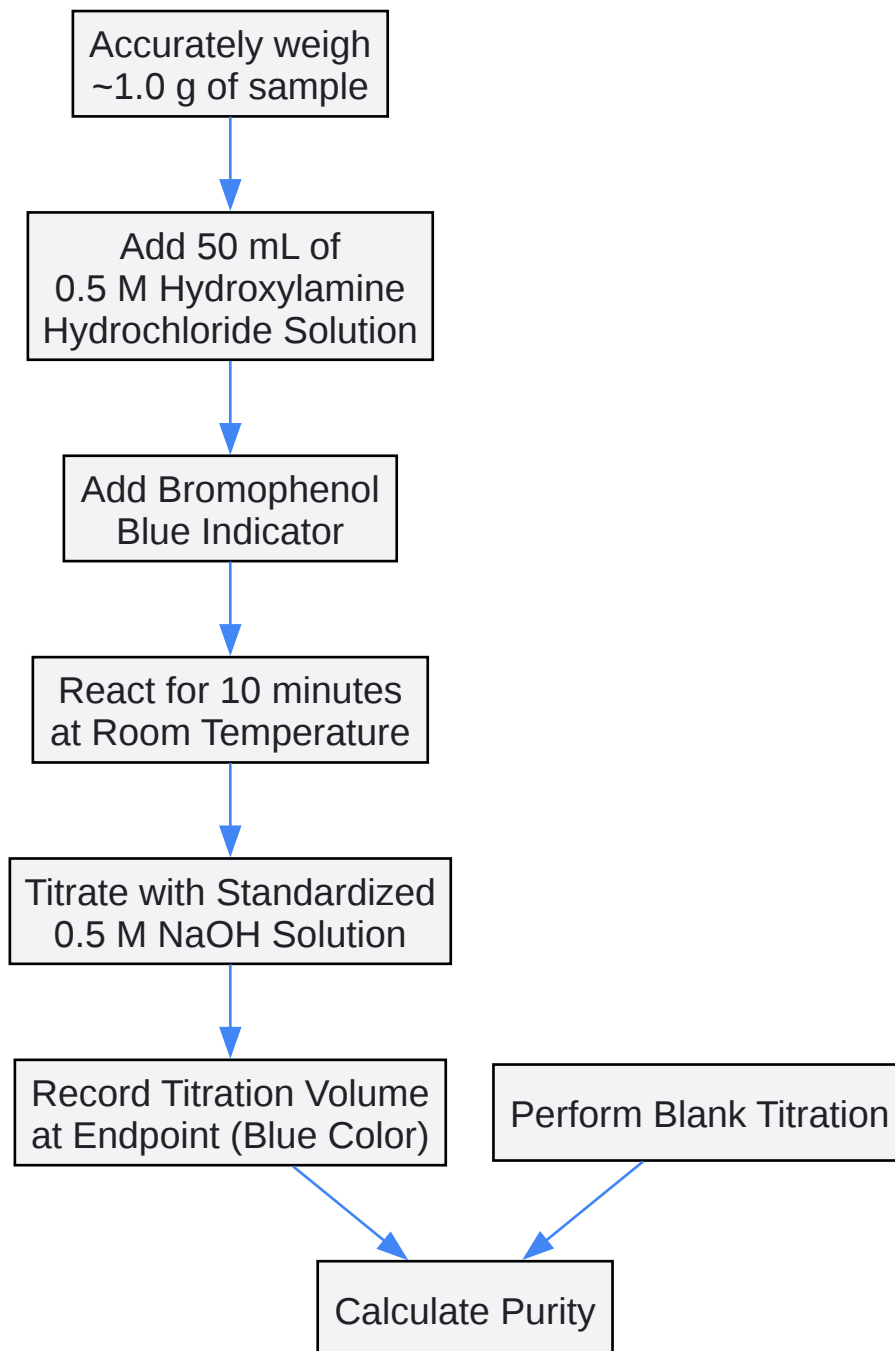 Accurately weigh
~1.0 g of sample
Add 50 mL of
0.5 M Hydroxylamine
Hydrochloride Solution
Add Bromophenol
Blue Indicator
React for 10 minutes
at Room Temperature
Titrate with Standardized
0.5 M NaOH Solution
Record Titration Volume
at Endpoint (Blue Color)
Perform Blank Titration
Calculate Purity